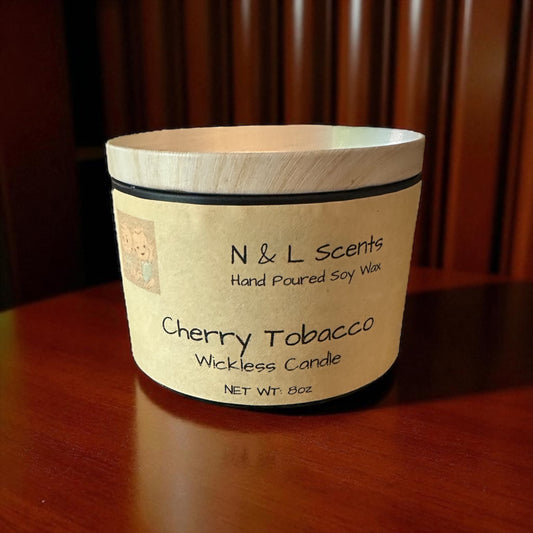 N & L Scents
Hand Poured Soy Wax
Cherry Tobacco
Wickless Candle
NET WT: 8oz